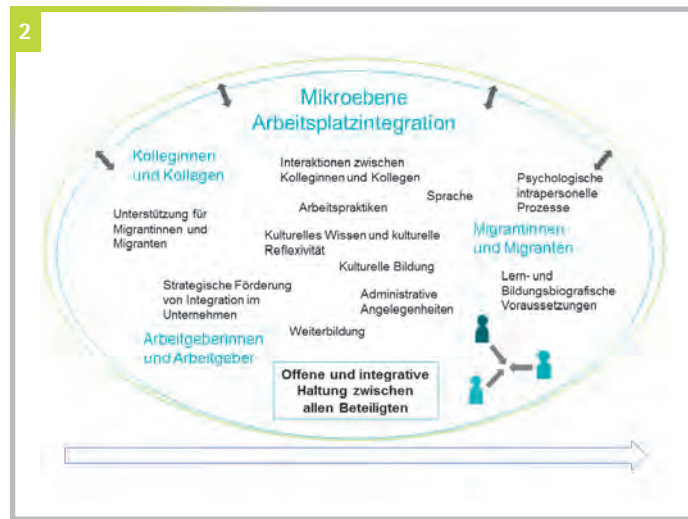 2
Mikroebene
Arbeitsplatzintegration
Kolleginnen
und Kollegen
Interaktionen zwischen
Kolleginnen und Kollegen
Sprache
Psychologische
intrapersonelle
Prozesse
Arbeitspraktiken
Unterstützung für
Migrantinnen und
Migranten
Kulturelles Wissen und kulturelle
Reflexivität
Migrantinnen
und Migranten
Kulturelle Bildung
Strategische Förderung
von Integration im
Unternehmen
Administrative
Angelegenheiten
Lern- und
Bildungsbiografische
Voraussetzungen
Weiterbildung
Arbeitgeberinnen
und Arbeitgeber
Offene und integrative
Haltung zwischen
allen Beteiligten